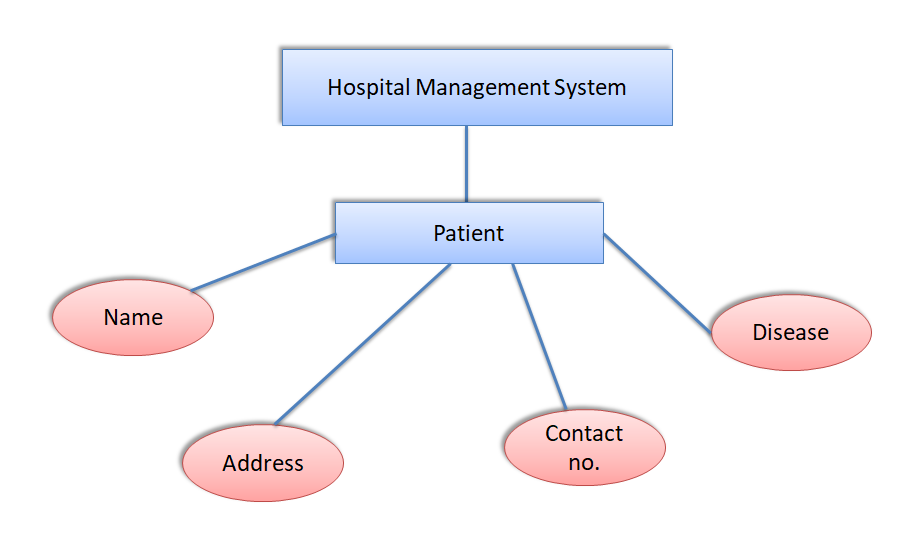 Hospital Management System
Patient
Name
Disease
Address
Contact
no.